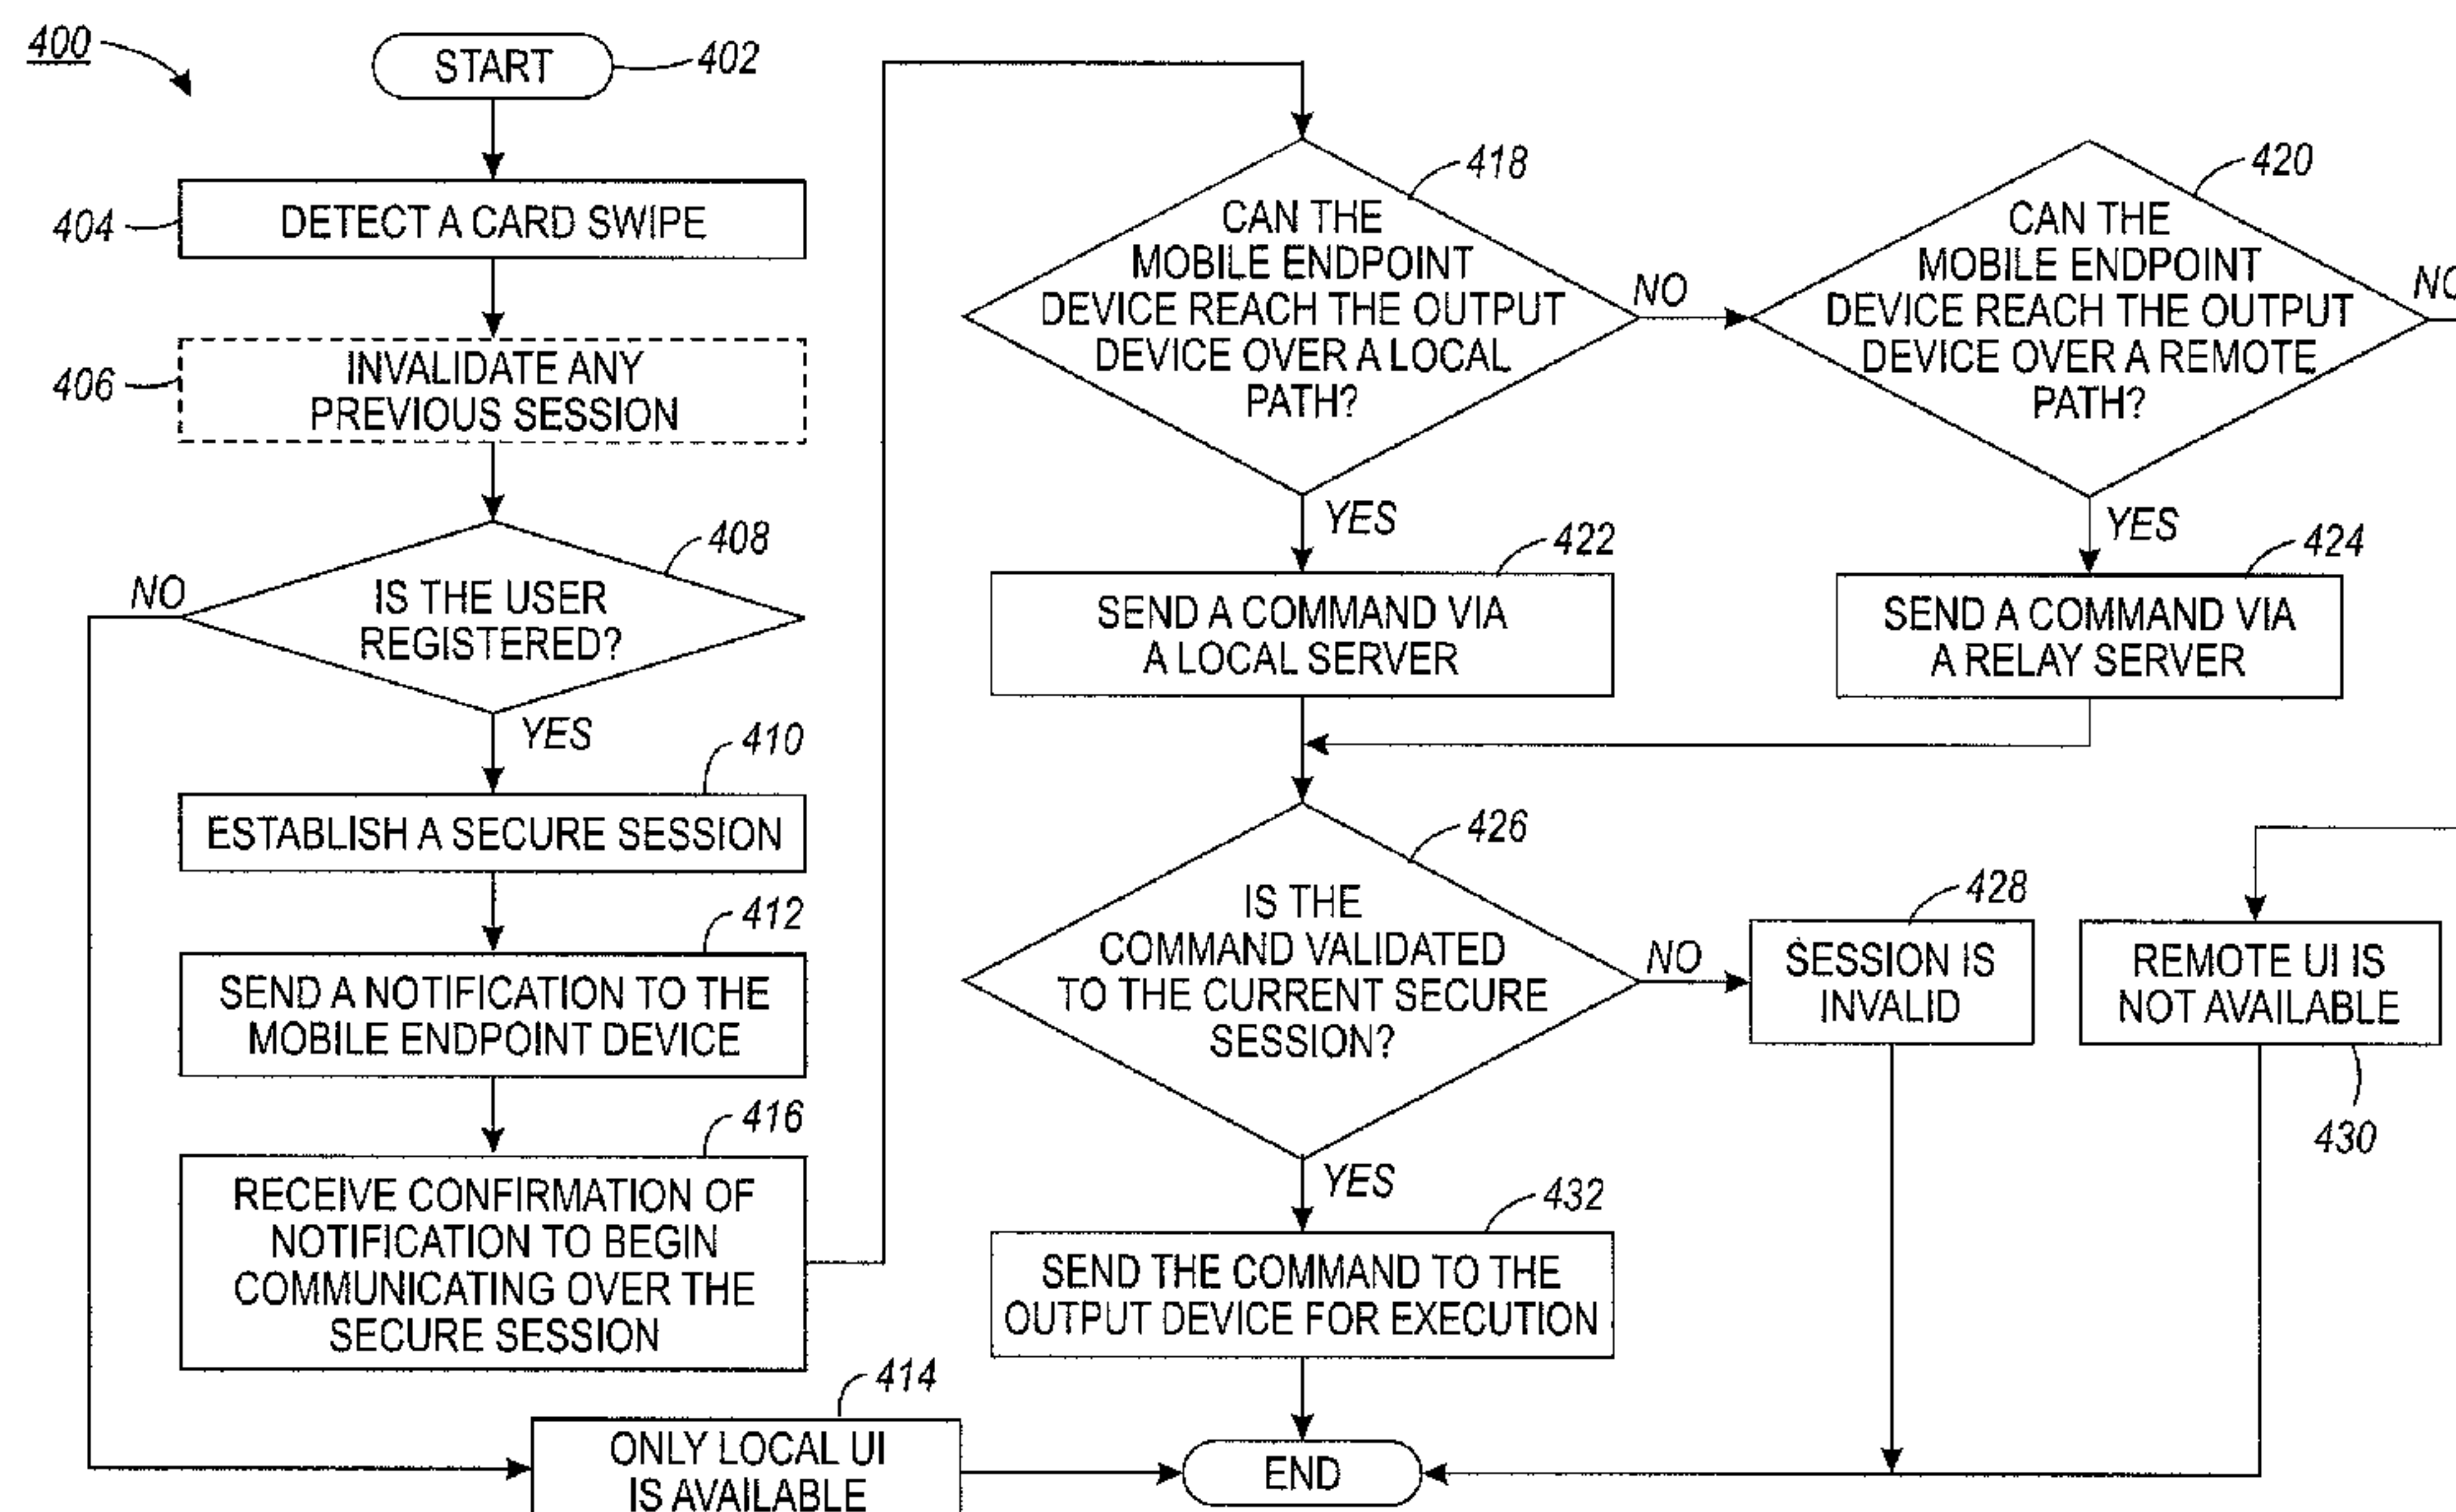 400
START
402
404
DETECT A CARD SWIPE
406
INVALIDATE ANY
PREVIOUS SESSION
408
NO
IS THE USER
REGISTERED?
YES
410
ESTABLISH A SECURE SESSION
412
SEND A NOTIFICATION TO THE
MOBILE ENDPOINT DEVICE
416
RECEIVE CONFIRMATION OF
NOTIFICATION TO BEGIN
COMMUNICATING OVER THE
SECURE SESSION
414
ONLY LOCAL UI
IS AVAILABLE
418
CAN THE
MOBILE ENDPOINT
DEVICE REACH THE OUTPUT
DEVICE OVER A LOCAL
PATH?
NO
YES
420
CAN THE
MOBILE ENDPOINT
DEVICE REACH THE OUTPUT
DEVICE OVER A REMOTE
PATH?
NO
YES
422
SEND A COMMAND VIA
A LOCAL SERVER
424
SEND A COMMAND VIA
A RELAY SERVER
426
IS THE
COMMAND VALIDATED
TO THE CURRENT SECURE
SESSION?
NO
YES
428
SESSION IS
INVALID
REMOTE UI IS
NOT AVAILABLE
430
432
SEND THE COMMAND TO THE
OUTPUT DEVICE FOR EXECUTION
END